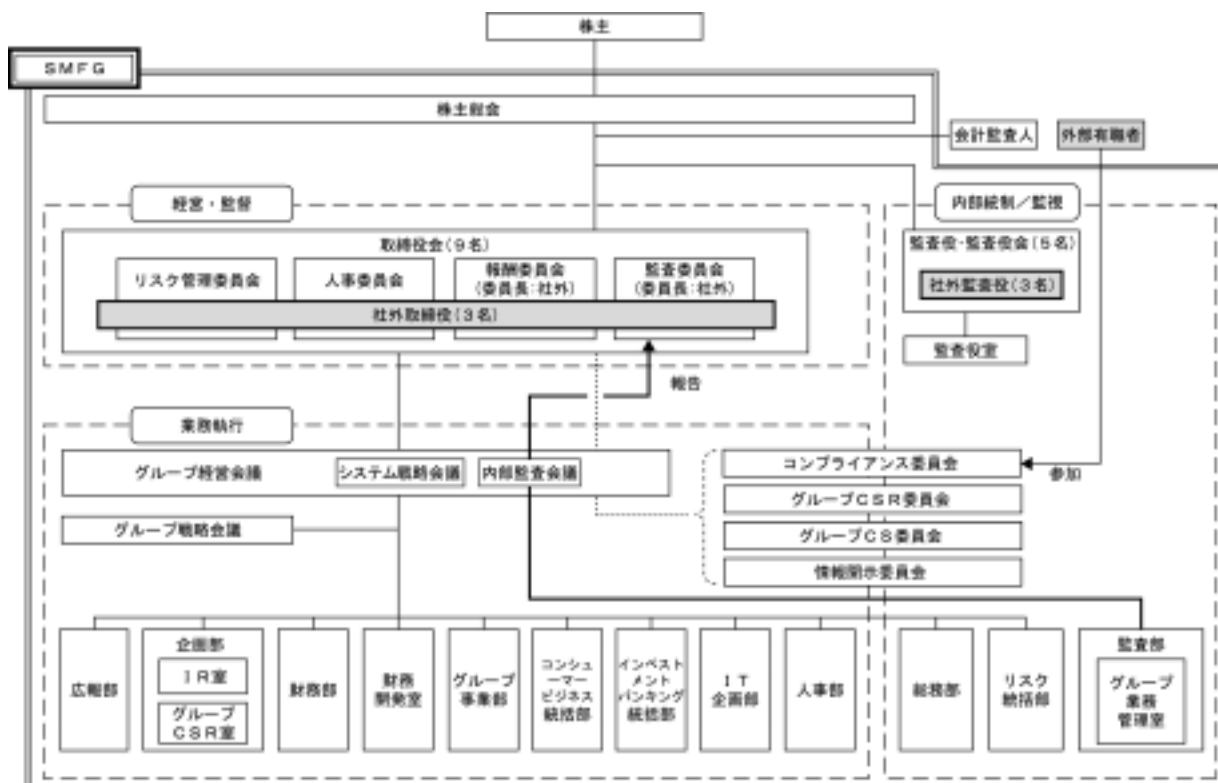 株主
SMFG
株主総会
会計監査人
外部有識者
経営・監督
内部統制/監視
取締役会(9名)
監査役・監査役会(5名)
リスク管理委員会
人事委員会
報酬委員会
(委員長:社外)
監査委員会
(委員長:社外)
社外監査役(3名)
社外取締役(3名)
監査役室
報告
業務執行
グループ経営会議
システム戦略会議
内部監査会議
コンプライアンス委員会
参加
グループCSR委員会
グループ戦略会議
グループCS委員会
情報開示委員会
広報部
企画部
IR室
グループ
CSR室
財務部
財務
開発室
グループ
事業部
コンシュ
ーマー
ビジネス
統括部
インベスト
メント
バンキング
統括部
IT
企画部
人事部
総務部
リスク
統括部
監査部
グループ
業務
管理室